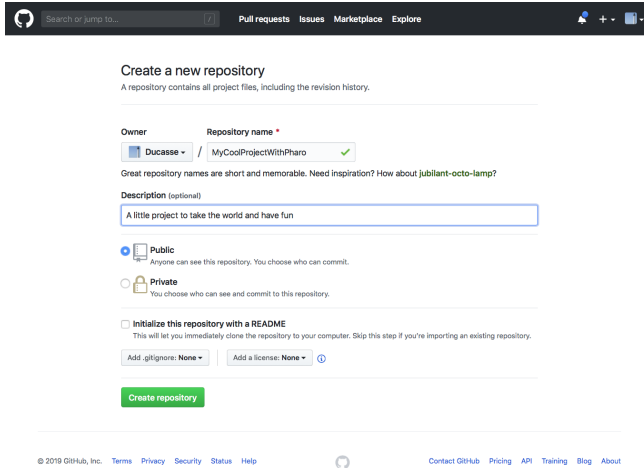 Search or jump to... /
Pull requests Issues Marketplace Explore
Create a new repository
A repository contains all project files, including the revision history.
Owner Repository name *
Ducasse / MyCoolProjectWithPharo
Great repository names are short and memorable. Need inspiration? How about jubilant-octo-lamp?
Description (optional)
A little project to take the world and have fun
Public
Anyone can see this repository. You choose who can commit.
Private
You choose who can see and commit to this repository.
Initialize this repository with a README
This will let you immediately clone the repository to your computer. Skip this step if you're importing an existing repository.
Add .gitignore: None Add a license: None
Create repository
© 2019 GitHub, Inc. Terms Privacy Security Status Help Contact GitHub Pricing API Training Blog About